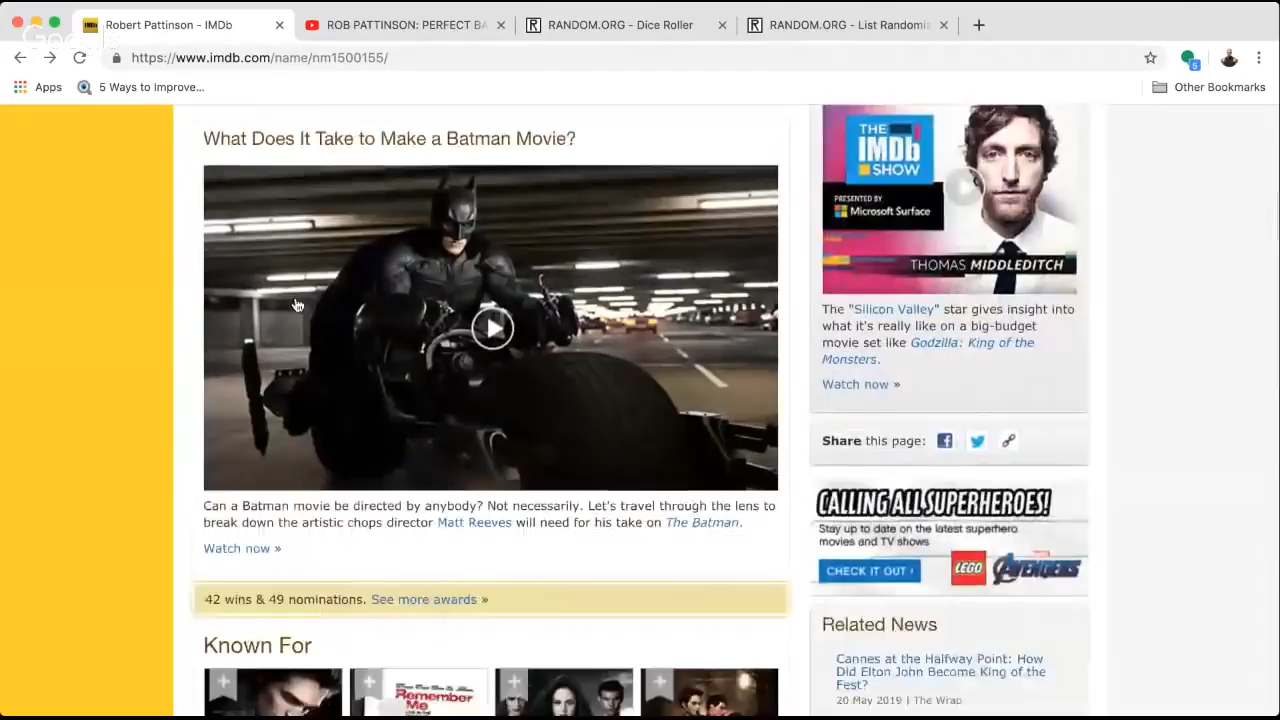 Robert Pattinson - IMDb
ROB PATTINSON: PERFECT BA
RANDOM.ORG - Dice Roller
RANDOM.ORG - List Randomiz
https://www.imdb.com/name/nm1500155/
5
Apps
5 Ways to Improve...
Other Bookmarks
What Does It Take to Make a Batman Movie?
Can a Batman movie be directed by anybody? Not necessarily. Let's travel through the lens to
break down the artistic chops director Matt Reeves will need for his take on The Batman.
Watch now »
42 wins & 49 nominations. See more awards »
Known For
Remember
Me
THE
IMDb
SHOW
PRESENTED BY
Microsoft Surface
THOMAS MIDDLEDITCH
The "Silicon Valley" star gives insight into
what it's really like on a big-budget
movie set like Godzilla: King of the
Monsters.
Watch now »
Share this page:
CALLING ALL SUPERHEROES!
Stay up to date on the latest superhero
movies and TV shows
CHECK IT OUT ›
LEGO
AVENGERS
Related News
Cannes at the Halfway Point: How
Did Elton John Become King of the
Fest?
20 May 2019 | The Wrap